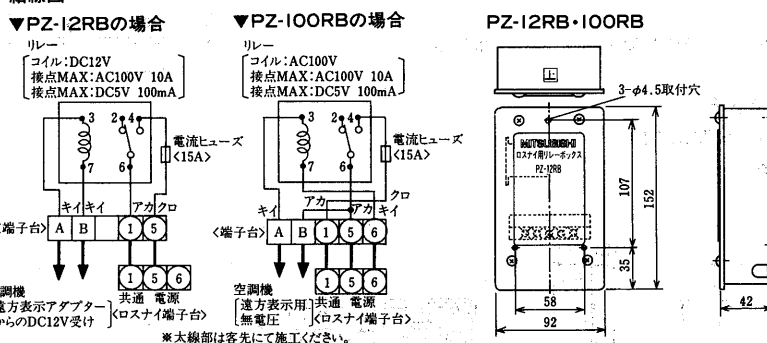 ▼PZ-12RBの場合
リレー
コイル:DC12V
接点MAX:AC100V 10A
接点MAX:DC5V 100mA
3 2 4
7 6
電流ヒューズ
<15A>
キイ キイ アカ クロ
端子台> A B 1 5
1 5 6
共通 電源
<ロスナイ端子台>
調機
遠方表示アダプター
からのDC12V受け
▼PZ-100RBの場合
リレー
コイル:AC100V
接点MAX:AC100V 10A
接点MAX:DC5V 100mA
3 2 4
7 6
電流ヒューズ
<15A>
キイ アカ アカ クロ キイ
<端子台> A B 1 5 6
1 5 6
共通 電源
<ロスナイ端子台>
空調機
遠方表示用
無電圧
※太線部は客先にて施工ください。
PZ-12RB・100RB
上
3-φ4.5取付穴
MITSUBISHI
ロスナイ用リレーボックス
PZ-12RB
107
152
35
58
92
42